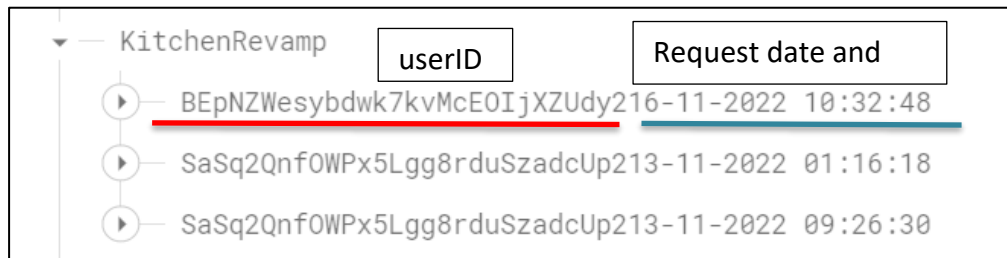 KitchenRevamp
userID
Request date and
BEpNZWesybdwk7kvMcEOIjXZUdy216-11-2022 10:32:48
SaSq2QnfOWPx5Lgg8rduSzadcUp213-11-2022 01:16:18
SaSq2QnfOWPx5Lgg8rduSzadcUp213-11-2022 09:26:30